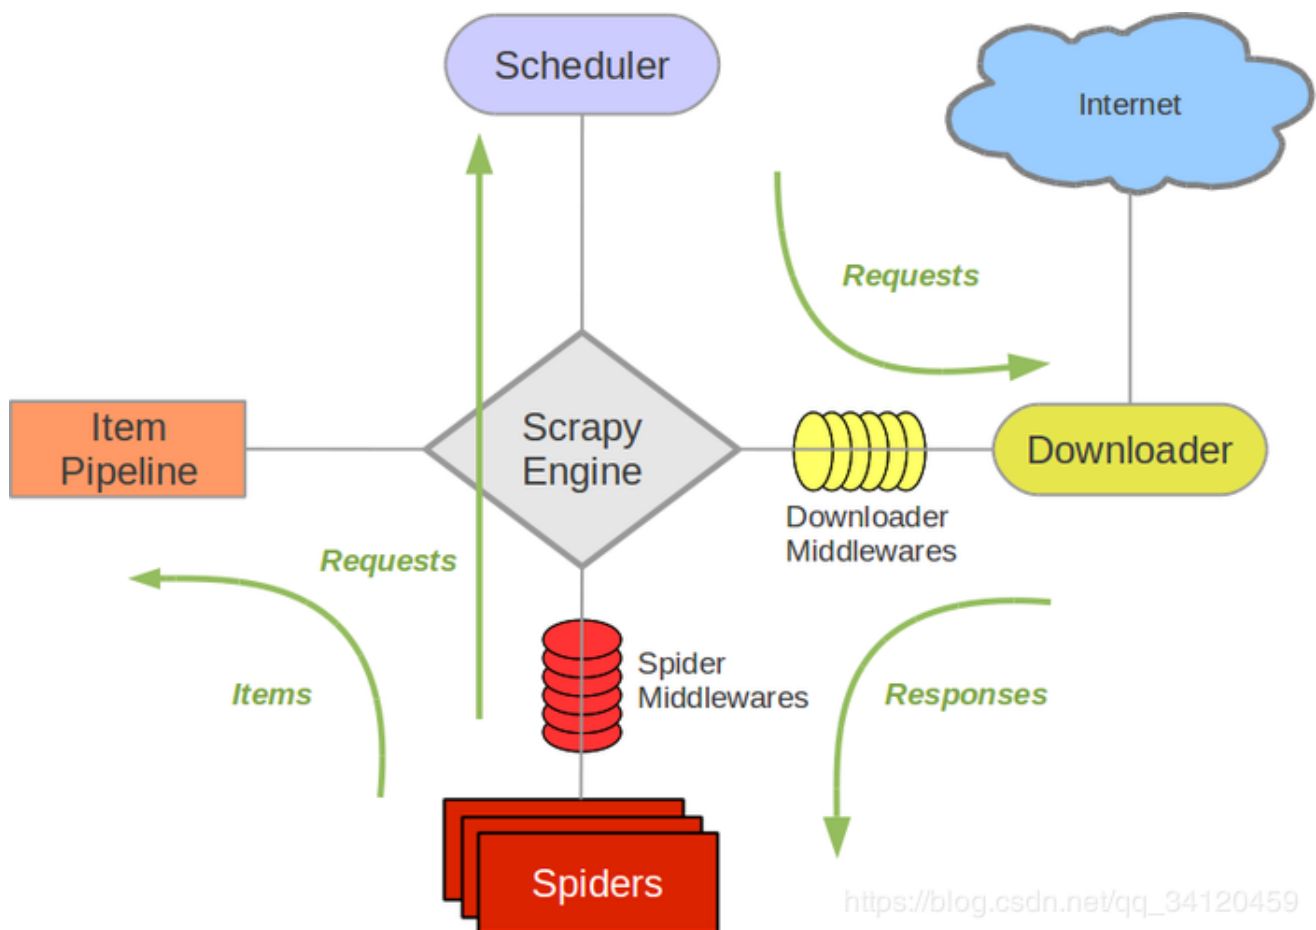 Scheduler
Internet
Requests
Item
Pipeline
Scrapy
Engine
Downloader
Downloader
Middlewares
Requests
Items
Spider
Middlewares
Responses
Spiders
https://blog.csdn.net/qq_34120459